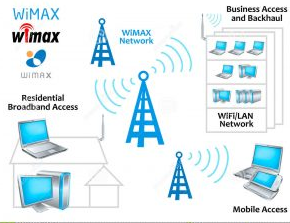 WiMAX
wimax
WIMAX
WiMAX
Network
Business Access
and Backhaul
Residential
Broadband Access
WiFi/LAN
Network
Mobile Access